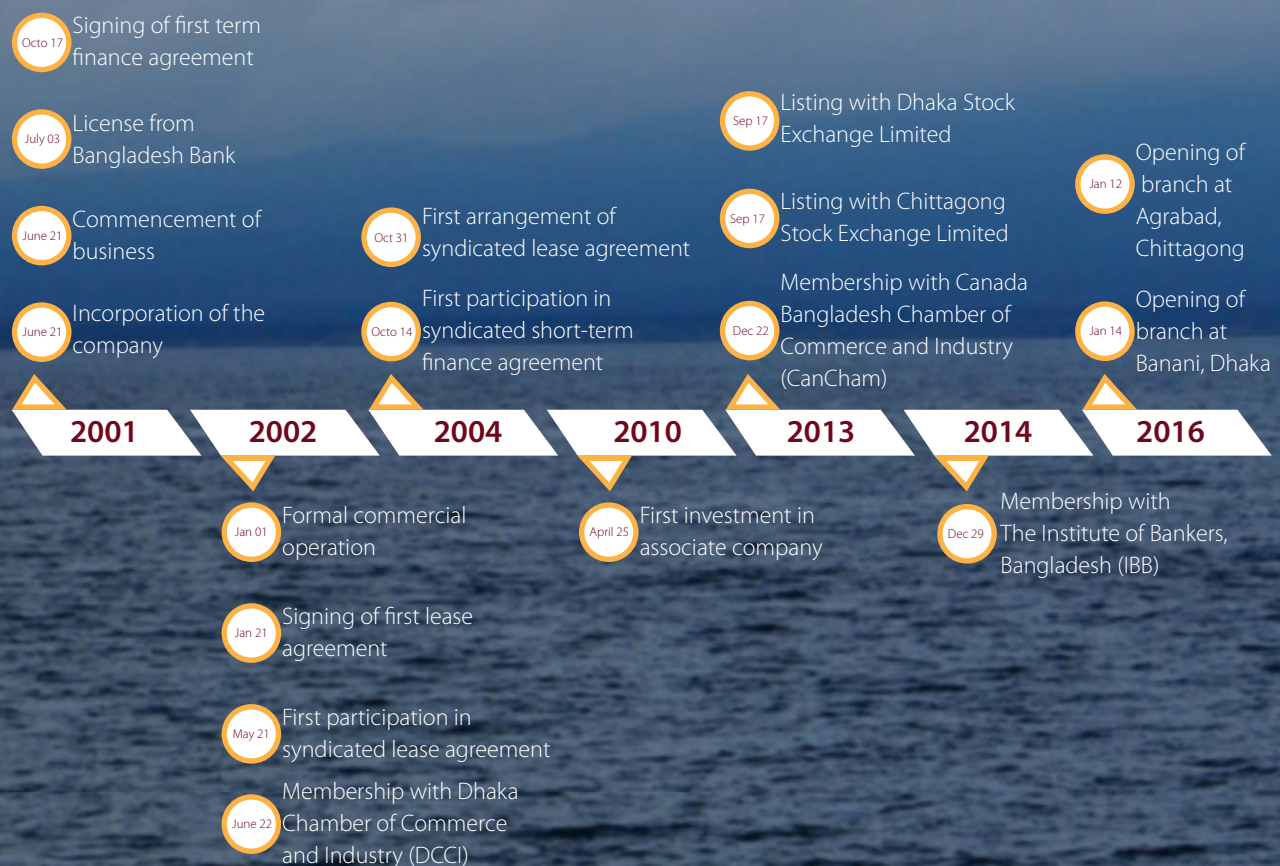 Octo 17
Signing of first term
finance agreement
July 03
License from
Bangladesh Bank
June 21
Commencement of
business
June 21
Incorporation of the
company
Oct 31
First arrangement of
syndicated lease agreement
Octo 14
First participation in
syndicated short-term
finance agreement
Sep 17
Listing with Dhaka Stock
Exchange Limited
Sep 17
Listing with Chittagong
Stock Exchange Limited
Dec 22
Membership with Canada
Bangladesh Chamber of
Commerce and Industry
(CanCham)
Jan 12
Opening of
branch at
Agrabad,
Chittagong
Jan 14
Opening of
branch at
Banani, Dhaka
2001
2002
2004
2010
2013
2014
2016
Jan 01
Formal commercial
operation
Jan 21
Signing of first lease
agreement
May 21
First participation in
syndicated lease agreement
June 22
Membership with Dhaka
Chamber of Commerce
and Industry (DCCI)
April 25
First investment in
associate company
Dec 29
Membership with
The Institute of Bankers,
Bangladesh (IBB)